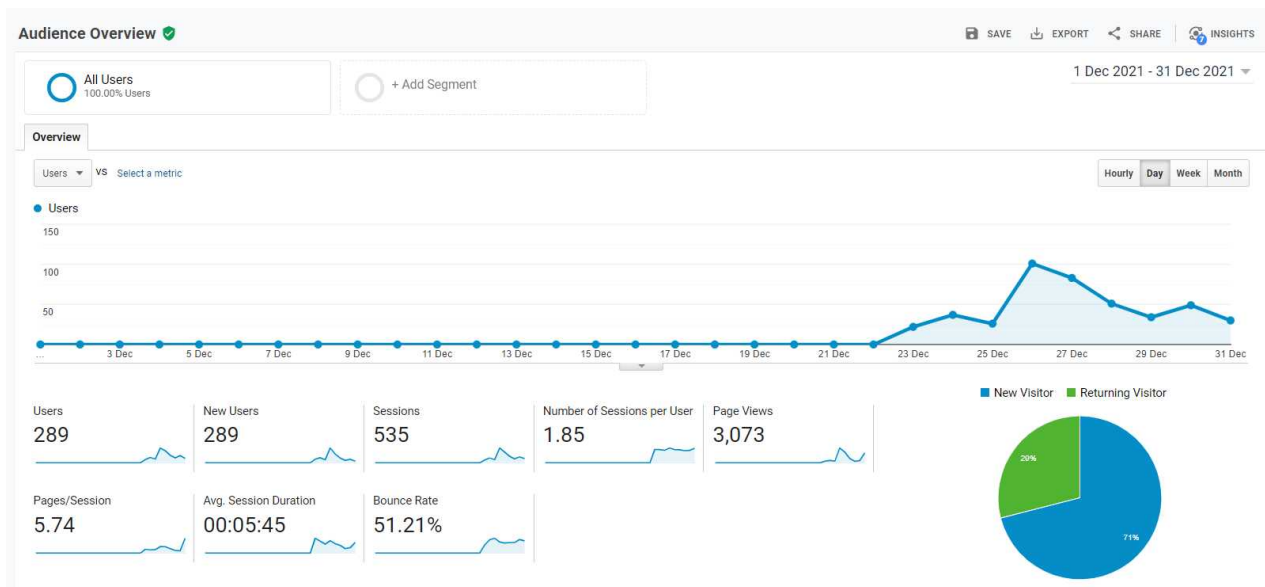 Audience Overview
SAVE EXPORT SHARE INSIGHTS
7
All Users
100.00% Users
+ Add Segment
1 Dec 2021 - 31 Dec 2021
Overview
Users VS Select a metric
Hourly Day Week Month
Users
150
100
50
... 3 Dec 5 Dec 7 Dec 9 Dec 11 Dec 13 Dec 15 Dec 17 Dec 19 Dec 21 Dec 23 Dec 25 Dec 27 Dec 29 Dec 31 Dec
New Visitor Returning Visitor
Users New Users Sessions Number of Sessions per User Page Views
289 289 535 1.85 3,073
Pages/Session Avg. Session Duration Bounce Rate
5.74 00:05:45 51.21%
29%
71%